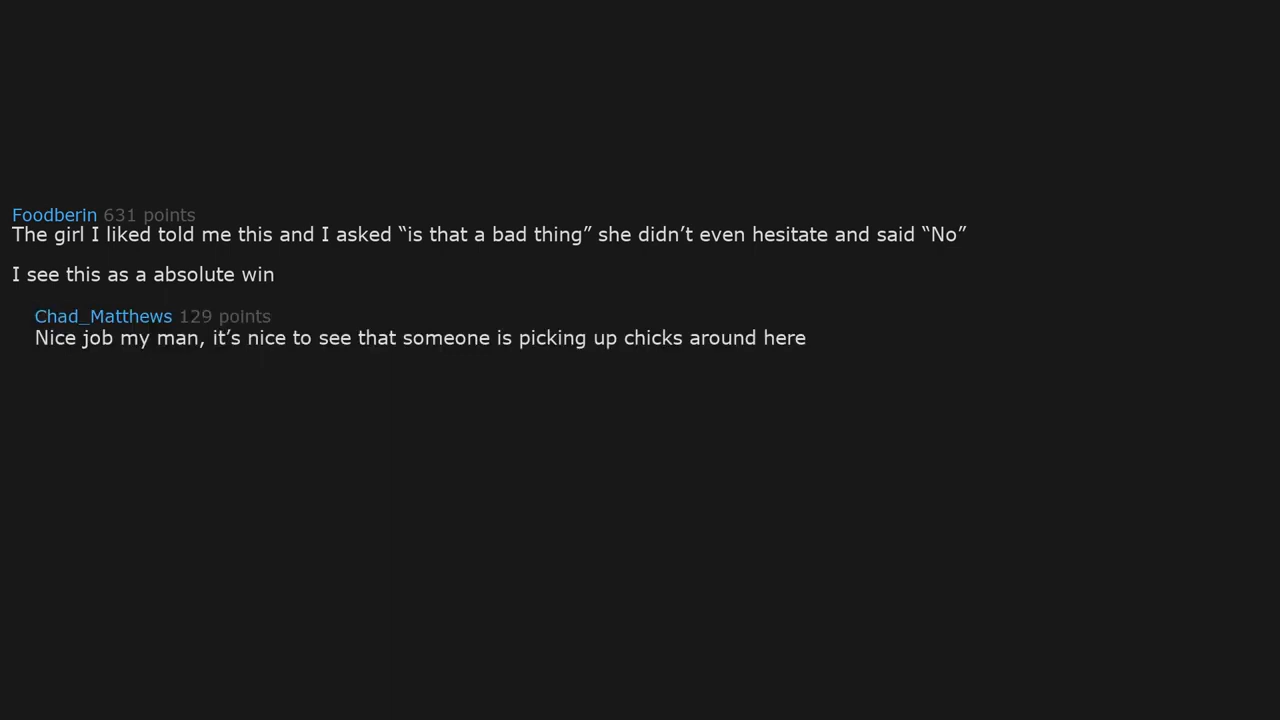 Foodberin 631 points
The girl I liked told me this and I asked “is that a bad thing” she didn’t even hesitate and said “No”
I see this as a absolute win
Chad_Matthews 129 points
Nice job my man, it’s nice to see that someone is picking up chicks around here